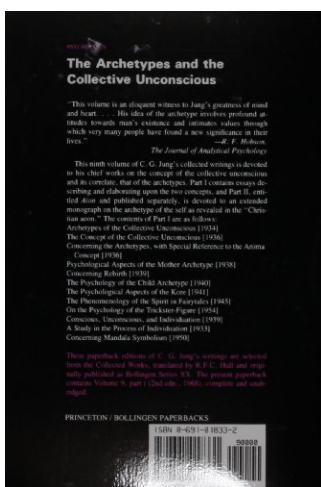 PSYCHOLOGY
The Archetypes and the
Collective Unconscious
"This volume is an eloquent witness to Jung's greatness of mind
and heart. . . . His idea of the archetype involves profound at-
titudes towards man's existence and intimates values through
which very many people have found a new significance in their
lives."
—R. F. Hobson,
The Journal of Analytical Psychology
This ninth volume of C. G. Jung's collected writings is devoted
to his chief works on the concept of the collective unconscious
and its correlate, that of the archetypes. Part I contains essays de-
scribing and elaborating upon the two concepts, and Part II, enti-
tled Aion and published separately, is devoted to an extended
monograph on the archetype of the self as revealed in the "Chris-
tian aeon." The contents of Part I are as follows:
Archetypes of the Collective Unconscious [1934]
The Concept of the Collective Unconscious [1936]
Concerning the Archetypes, with Special Reference to the Anima
Concept [1936]
Psychological Aspects of the Mother Archetype [1938]
Concerning Rebirth [1939]
The Psychology of the Child Archetype [1940]
The Psychological Aspects of the Kore [1941]
The Phenomenology of the Spirit in Fairytales [1945]
On the Psychology of the Trickster-Figure [1954]
Conscious, Unconscious, and Individuation [1939]
A Study in the Process of Individuation [1933]
Concerning Mandala Symbolism [1950]
These paperback editions of C. G. Jung's writings are selected
from the Collected Works, translated by R.F.C. Hull and origi-
nally published as Bollingen Series XX. The present paperback
contains Volume 9, part i (2nd edn., 1968), complete and unab-
ridged.
PRINCETON / BOLLINGEN PAPERBACKS
ISBN 0-691-01833-2
90000